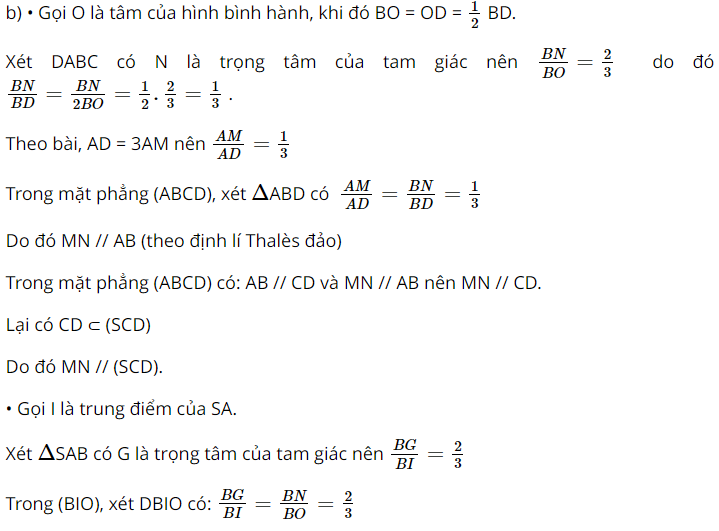 b) • Gọi O là tâm của hình bình hành, khi đó BO = OD = $\frac{1}{2}$ BD.
Xét DABC có N là trọng tâm của tam giác nên $\frac{BN}{BO} = \frac{2}{3}$ do đó
$\frac{BN}{BD} = \frac{BN}{2BO} = \frac{1}{2} . \frac{2}{3} = \frac{1}{3}$ .
Theo bài, AD = 3AM nên $\frac{AM}{AD} = \frac{1}{3}$
Trong mặt phẳng (ABCD), xét ΔABD có $\frac{AM}{AD} = \frac{BN}{BD} = \frac{1}{3}$
Do đó MN // AB (theo định lí Thalès đảo)
Trong mặt phẳng (ABCD) có: AB // CD và MN // AB nên MN // CD.
Lại có CD ⊂ (SCD)
Do đó MN // (SCD).
• Gọi I là trung điểm của SA.
Xét ΔSAB có G là trọng tâm của tam giác nên $\frac{BG}{BI} = \frac{2}{3}$
Trong (BIO), xét DBIO có: $\frac{BG}{BI} = \frac{BN}{BO} = \frac{2}{3}$